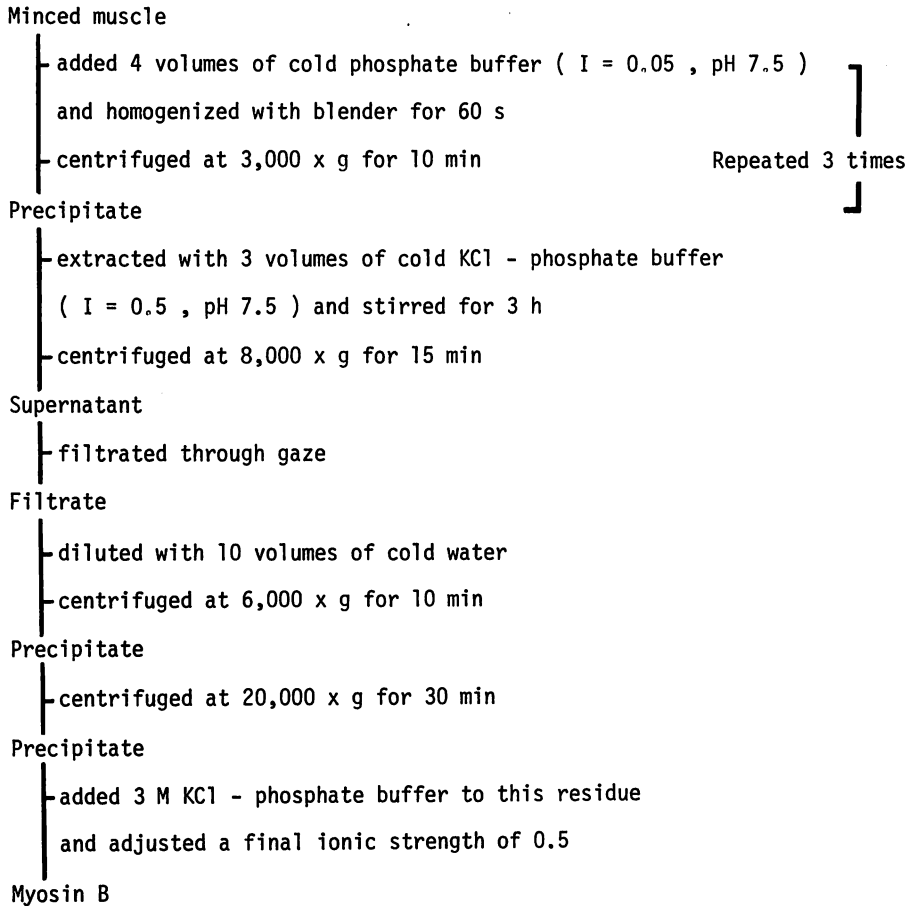 Minced muscle
added 4 volumes of cold phosphate buffer ( I = 0.05 , pH 7.5 )
and homogenized with blender for 60 s
centrifuged at 3,000 x g for 10 min
Repeated 3 times
Precipitate
extracted with 3 volumes of cold KCl - phosphate buffer
( I = 0.5 , pH 7.5 ) and stirred for 3 h
centrifuged at 8,000 x g for 15 min
Supernatant
filtrated through gaze
Filtrate
diluted with 10 volumes of cold water
centrifuged at 6,000 x g for 10 min
Precipitate
centrifuged at 20,000 x g for 30 min
Precipitate
added 3 M KCl - phosphate buffer to this residue
and adjusted a final ionic strength of 0.5
Myosin B